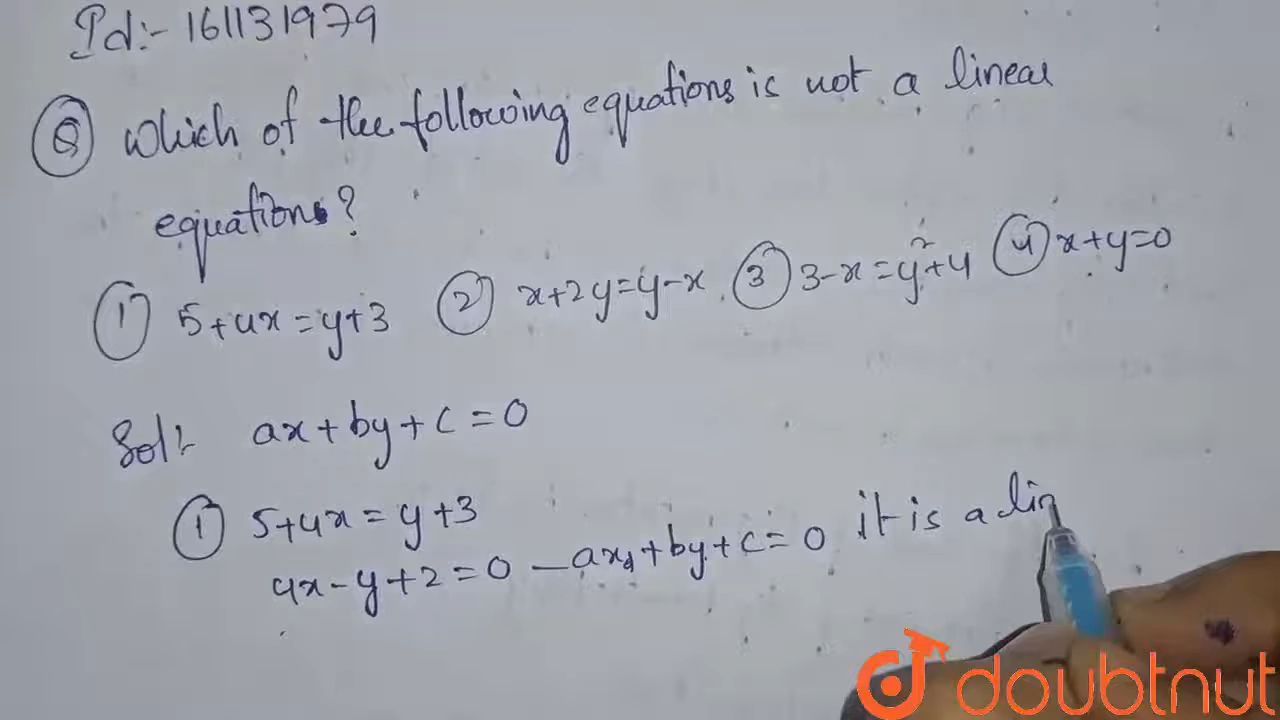 Id:- 161131979
Q Which of the following equations is not a linear
equation?
1 5+4x=y+3 2 x+2y=y-x 3 3-x=y²+4 4 x+y=0
Sol:- ax+by+c=0
1 5+4x=y+3
4x-y+2=0 - ax+by+c=0 it is a lin
doubtnut